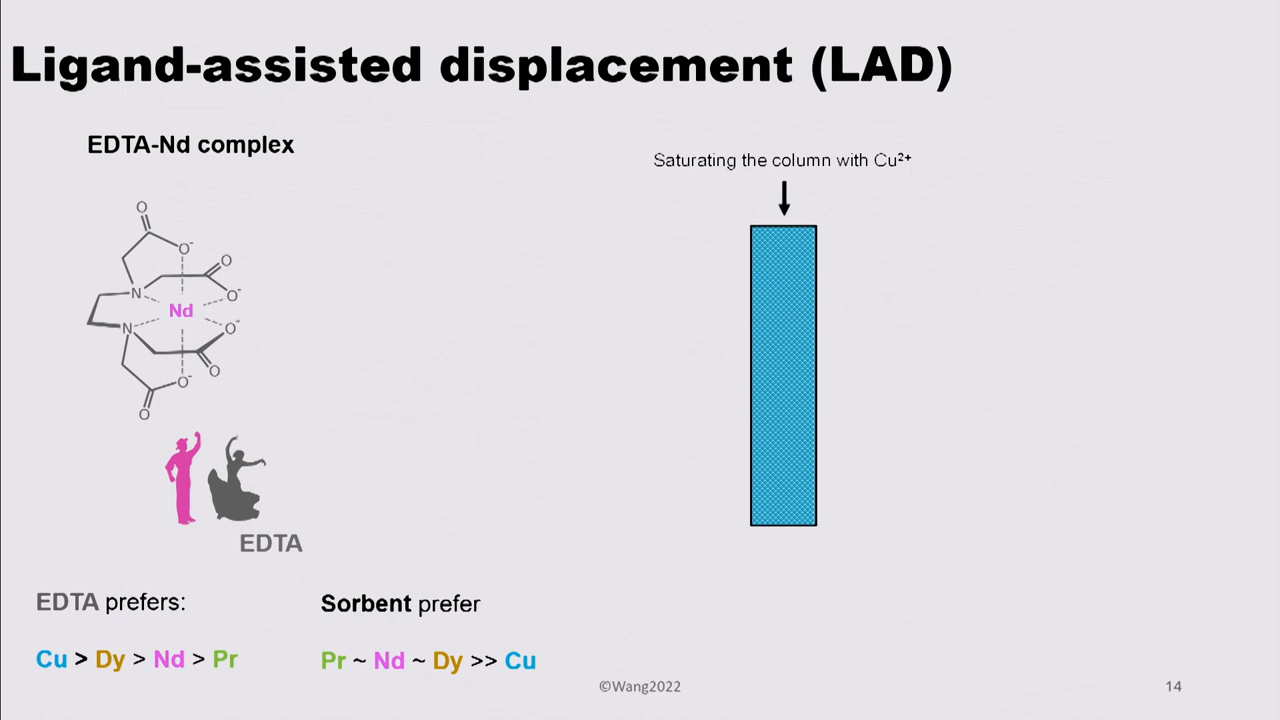 Ligand-assisted displacement (LAD)
EDTA-Nd complex
Saturating the column with Cu²⁺
O
O⁻
O
N
O⁻
Nd
N
O⁻
O
O⁻
O
EDTA
EDTA prefers:
Sorbent prefer
Cu > Dy > Nd > Pr
Pr ~ Nd ~ Dy >> Cu
©Wang2022
14